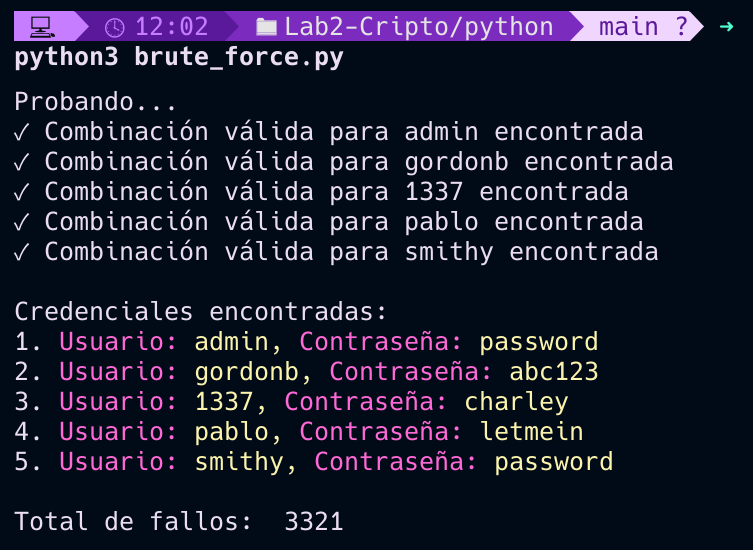 12:02 Lab2-Cripto/python main ? →
python3 brute_force.py
Probando...
✓ Combinación válida para admin encontrada
✓ Combinación válida para gordonb encontrada
✓ Combinación válida para 1337 encontrada
✓ Combinación válida para pablo encontrada
✓ Combinación válida para smithy encontrada
Credenciales encontradas:
1. Usuario: admin, Contraseña: password
2. Usuario: gordonb, Contraseña: abc123
3. Usuario: 1337, Contraseña: charley
4. Usuario: pablo, Contraseña: letmein
5. Usuario: smithy, Contraseña: password
Total de fallos:  3321